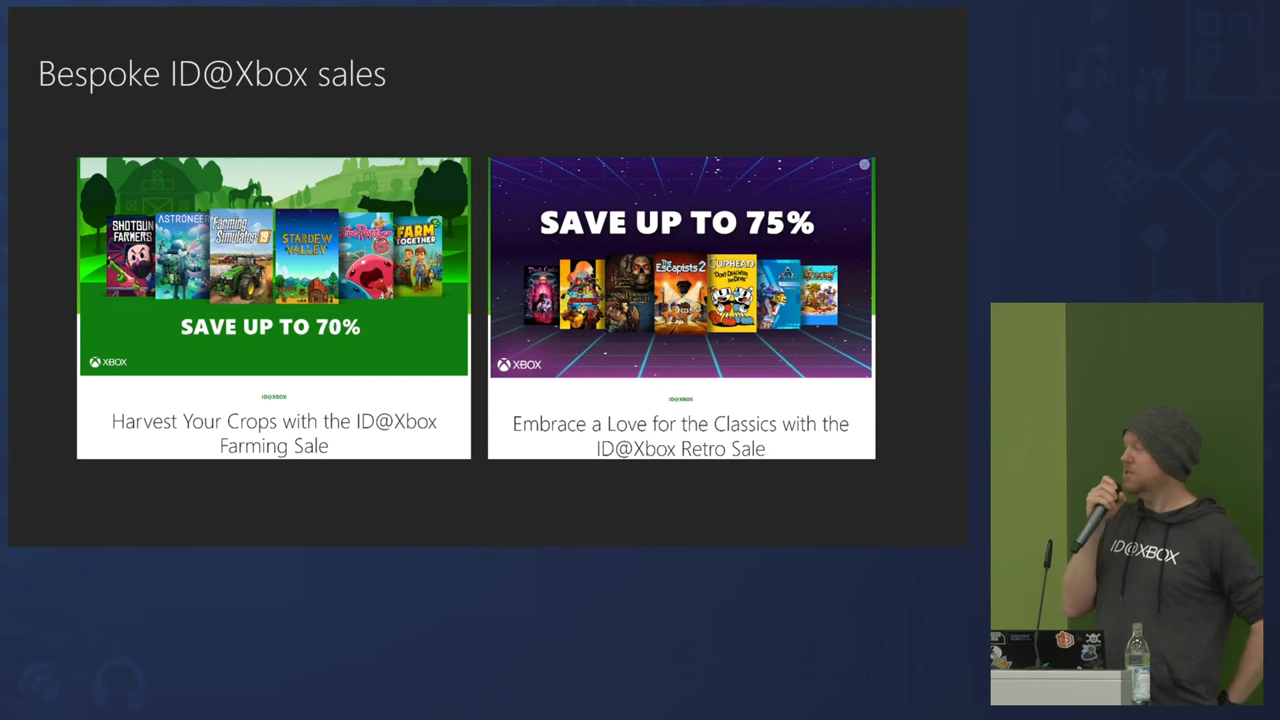 Bespoke ID@Xbox sales
SHOTGUN
FARMERS
ASTRONEER
Farming
Simulator 19
STARDEW
VALLEY
FARM
TOGETHER
SAVE UP TO 70%
XBOX
ID@XBOX
Harvest Your Crops with the ID@Xbox
Farming Sale
SAVE UP TO 75%
The
Escapists 2
CUPHEAD
"DON'T DEAL WITH
THE DEVIL"
XBOX
ID@XBOX
Embrace a Love for the Classics with the
ID@Xbox Retro Sale
ID@XBOX